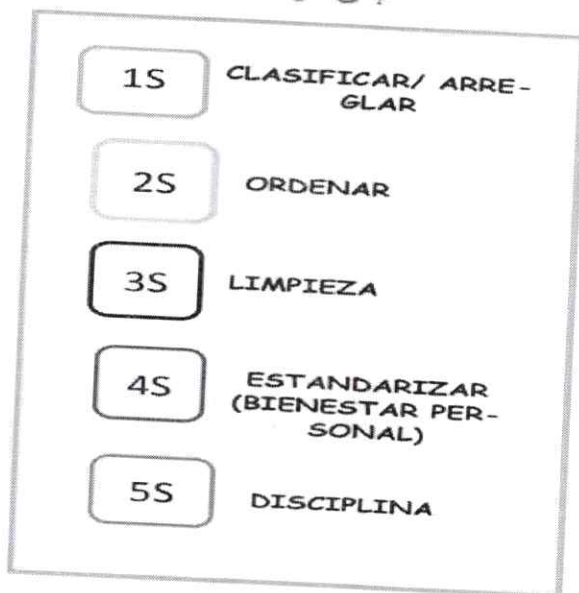 1S CLASIFICAR/ ARRE-
GLAR
2S ORDENAR
3S LIMPIEZA
4S ESTANDARIZAR
(BIENESTAR PER-
SONAL)
5S DISCIPLINA